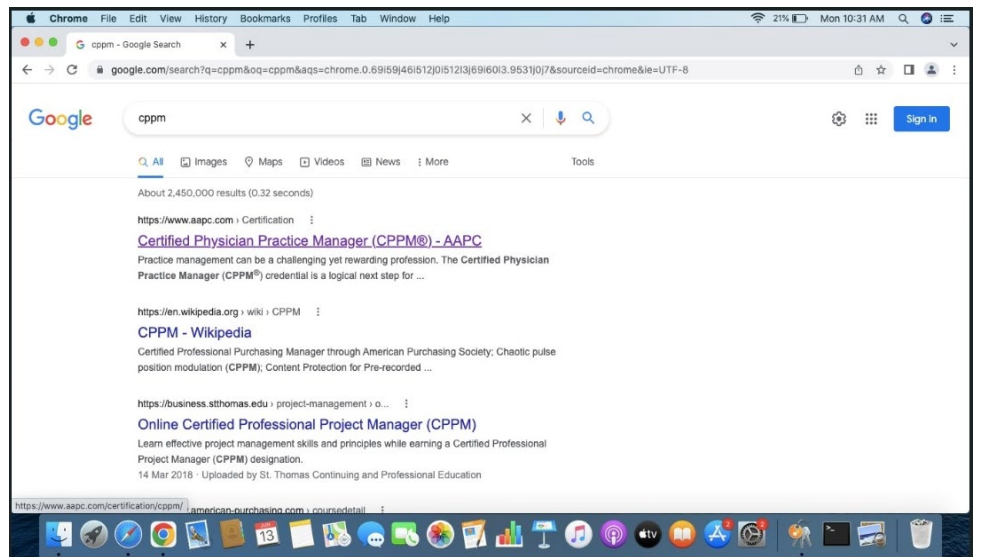 Chrome File Edit View History Bookmarks Profiles Tab Window Help 21% Mon 10:31 AM
cppm - Google Search
google.com/search?q=cppm&oq=cppm&aqs=chrome.0.69i59j46i512j0i512l3j69i60l3.9531j0j7&sourceid=chrome&ie=UTF-8
Google cppm Sign in
All Images Maps Videos News More Tools
About 2,450,000 results (0.32 seconds)
https://www.aapc.com › Certification
Certified Physician Practice Manager (CPPM®) - AAPC
Practice management can be a challenging yet rewarding profession. The Certified Physician
Practice Manager (CPPM®) credential is a logical next step for ...
https://en.wikipedia.org › wiki › CPPM
CPPM - Wikipedia
Certified Professional Purchasing Manager through American Purchasing Society; Chaotic pulse
position modulation (CPPM); Content Protection for Pre-recorded ...
https://business.stthomas.edu › project-management › o...
Online Certified Professional Project Manager (CPPM)
Learn effective project management skills and principles while earning a Certified Professional
Project Manager (CPPM) designation.
14 Mar 2018 · Uploaded by St. Thomas Continuing and Professional Education
https://www.aapc.com/certification/cppm/ american-purchasing.com › coursedetail
JUN
13
tv